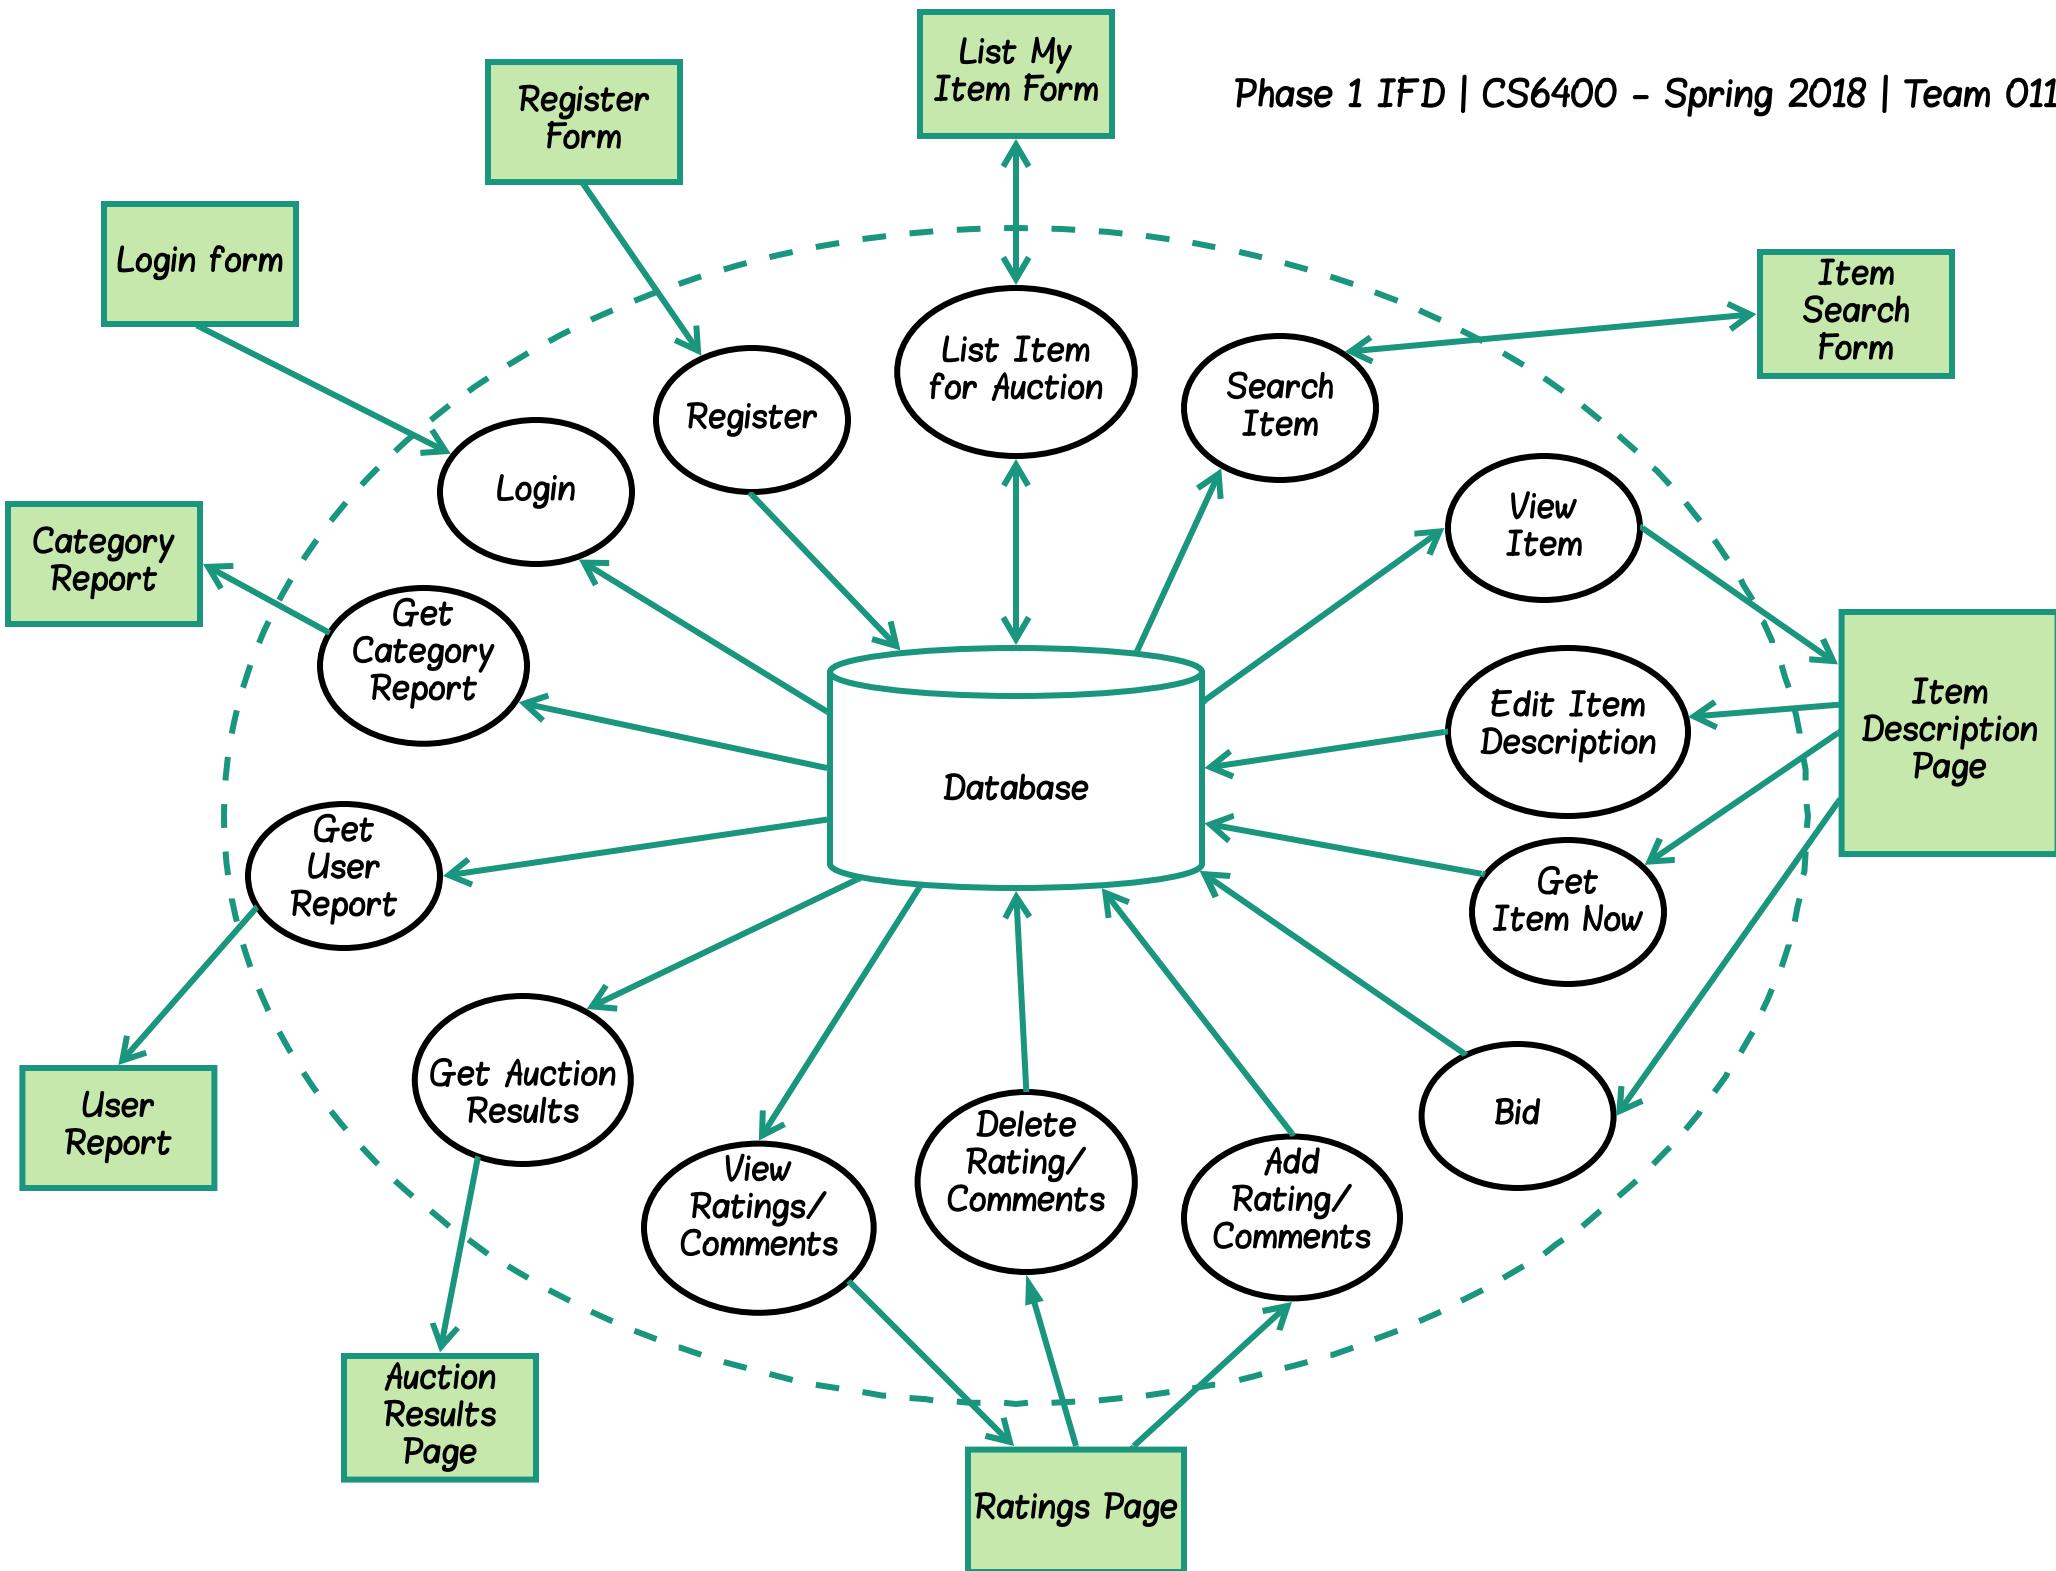 List My
Item Form
Phase 1 IFD | CS6400 - Spring 2018 | Team 011
Register
Form
Login form
Item
Search
Form
List Item
for Auction
Search
Item
Register
Login
View
Item
Category
Report
Get
Category
Report
Edit Item
Description
Item
Description
Page
Database
Get
User
Report
Get
Item Now
Get Auction
Results
Bid
User
Report
View
Ratings/
Comments
Delete
Rating/
Comments
Add
Rating/
Comments
Auction
Results
Page
Ratings Page